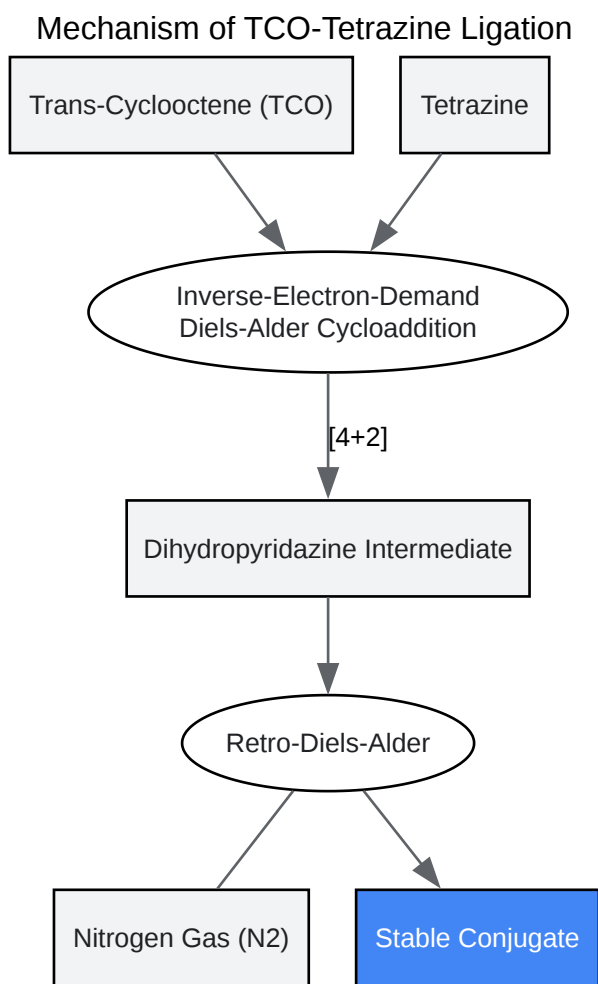 Mechanism of TCO-Tetrazine Ligation
Trans-Cyclooctene (TCO)
Tetrazine
Inverse-Electron-Demand
Diels-Alder Cycloaddition
[4+2]
Dihydropyridazine Intermediate
Retro-Diels-Alder
Nitrogen Gas (N2)
Stable Conjugate